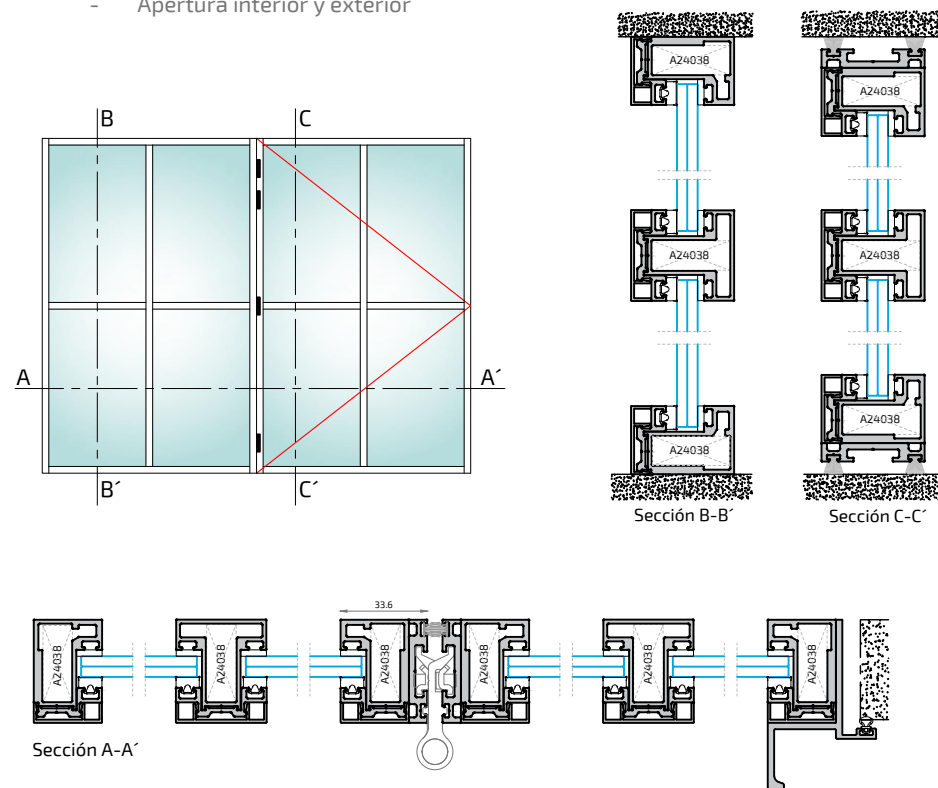 - Apertura interior y exterior
B C
A A´
B´ C´
A24038 A24038
A24038 A24038
A24038 A24038
Sección B-B´ Sección C-C´
33.6
A24038 A24038 A24038 A24038 A24038 A24038
Sección A-A´